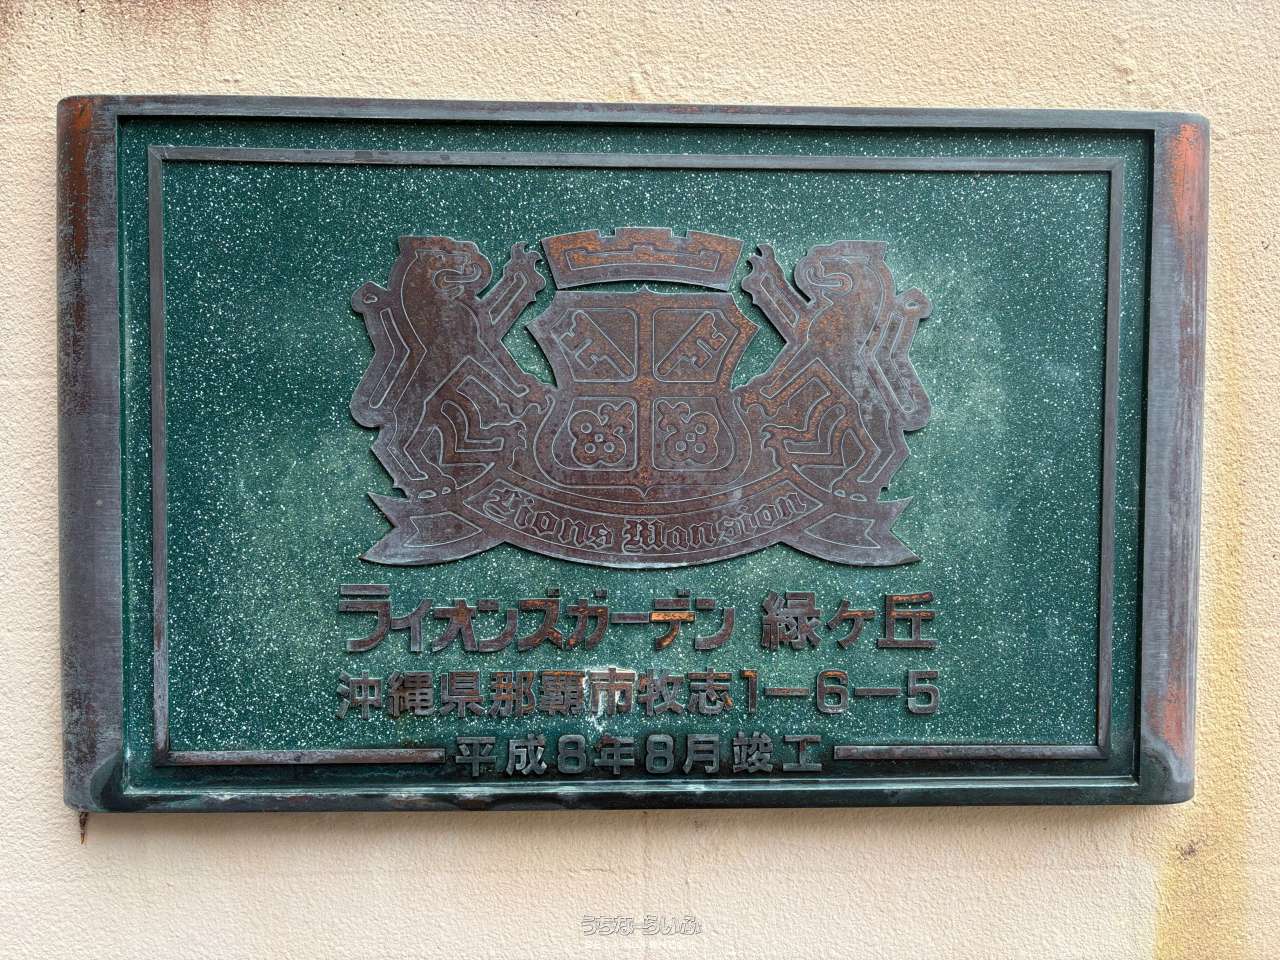 Lions Mansion
ライオンズガーデン 緑ヶ丘
沖縄県那覇市牧志1-6-5
平成8年8月竣工
うちなーらいふ